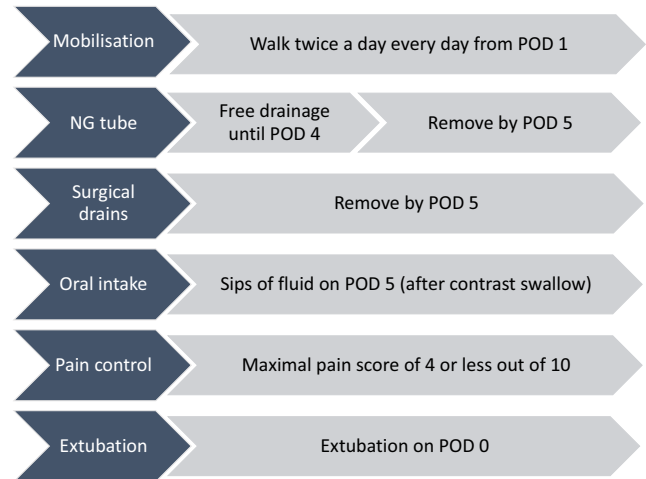 Mobilisation
Walk twice a day every day from POD 1
NG tube
Free drainage
until POD 4
Remove by POD 5
Surgical
drains
Remove by POD 5
Oral intake
Sips of fluid on POD 5 (after contrast swallow)
Pain control
Maximal pain score of 4 or less out of 10
Extubation
Extubation on POD 0